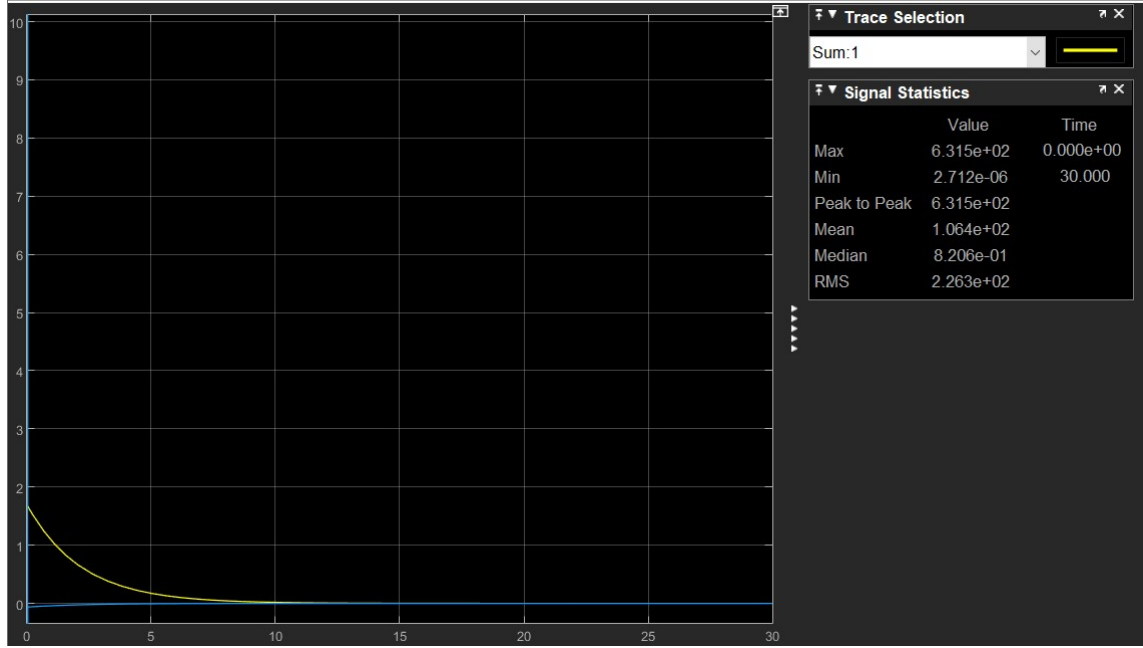 10
9
8
7
6
5
4
3
2
1
0
0 5 10 15 20 25 30
Trace Selection
Sum:1
Signal Statistics
Value Time
Max 6.315e+02 0.000e+00
Min 2.712e-06 30.000
Peak to Peak 6.315e+02
Mean 1.064e+02
Median 8.206e-01
RMS 2.263e+02